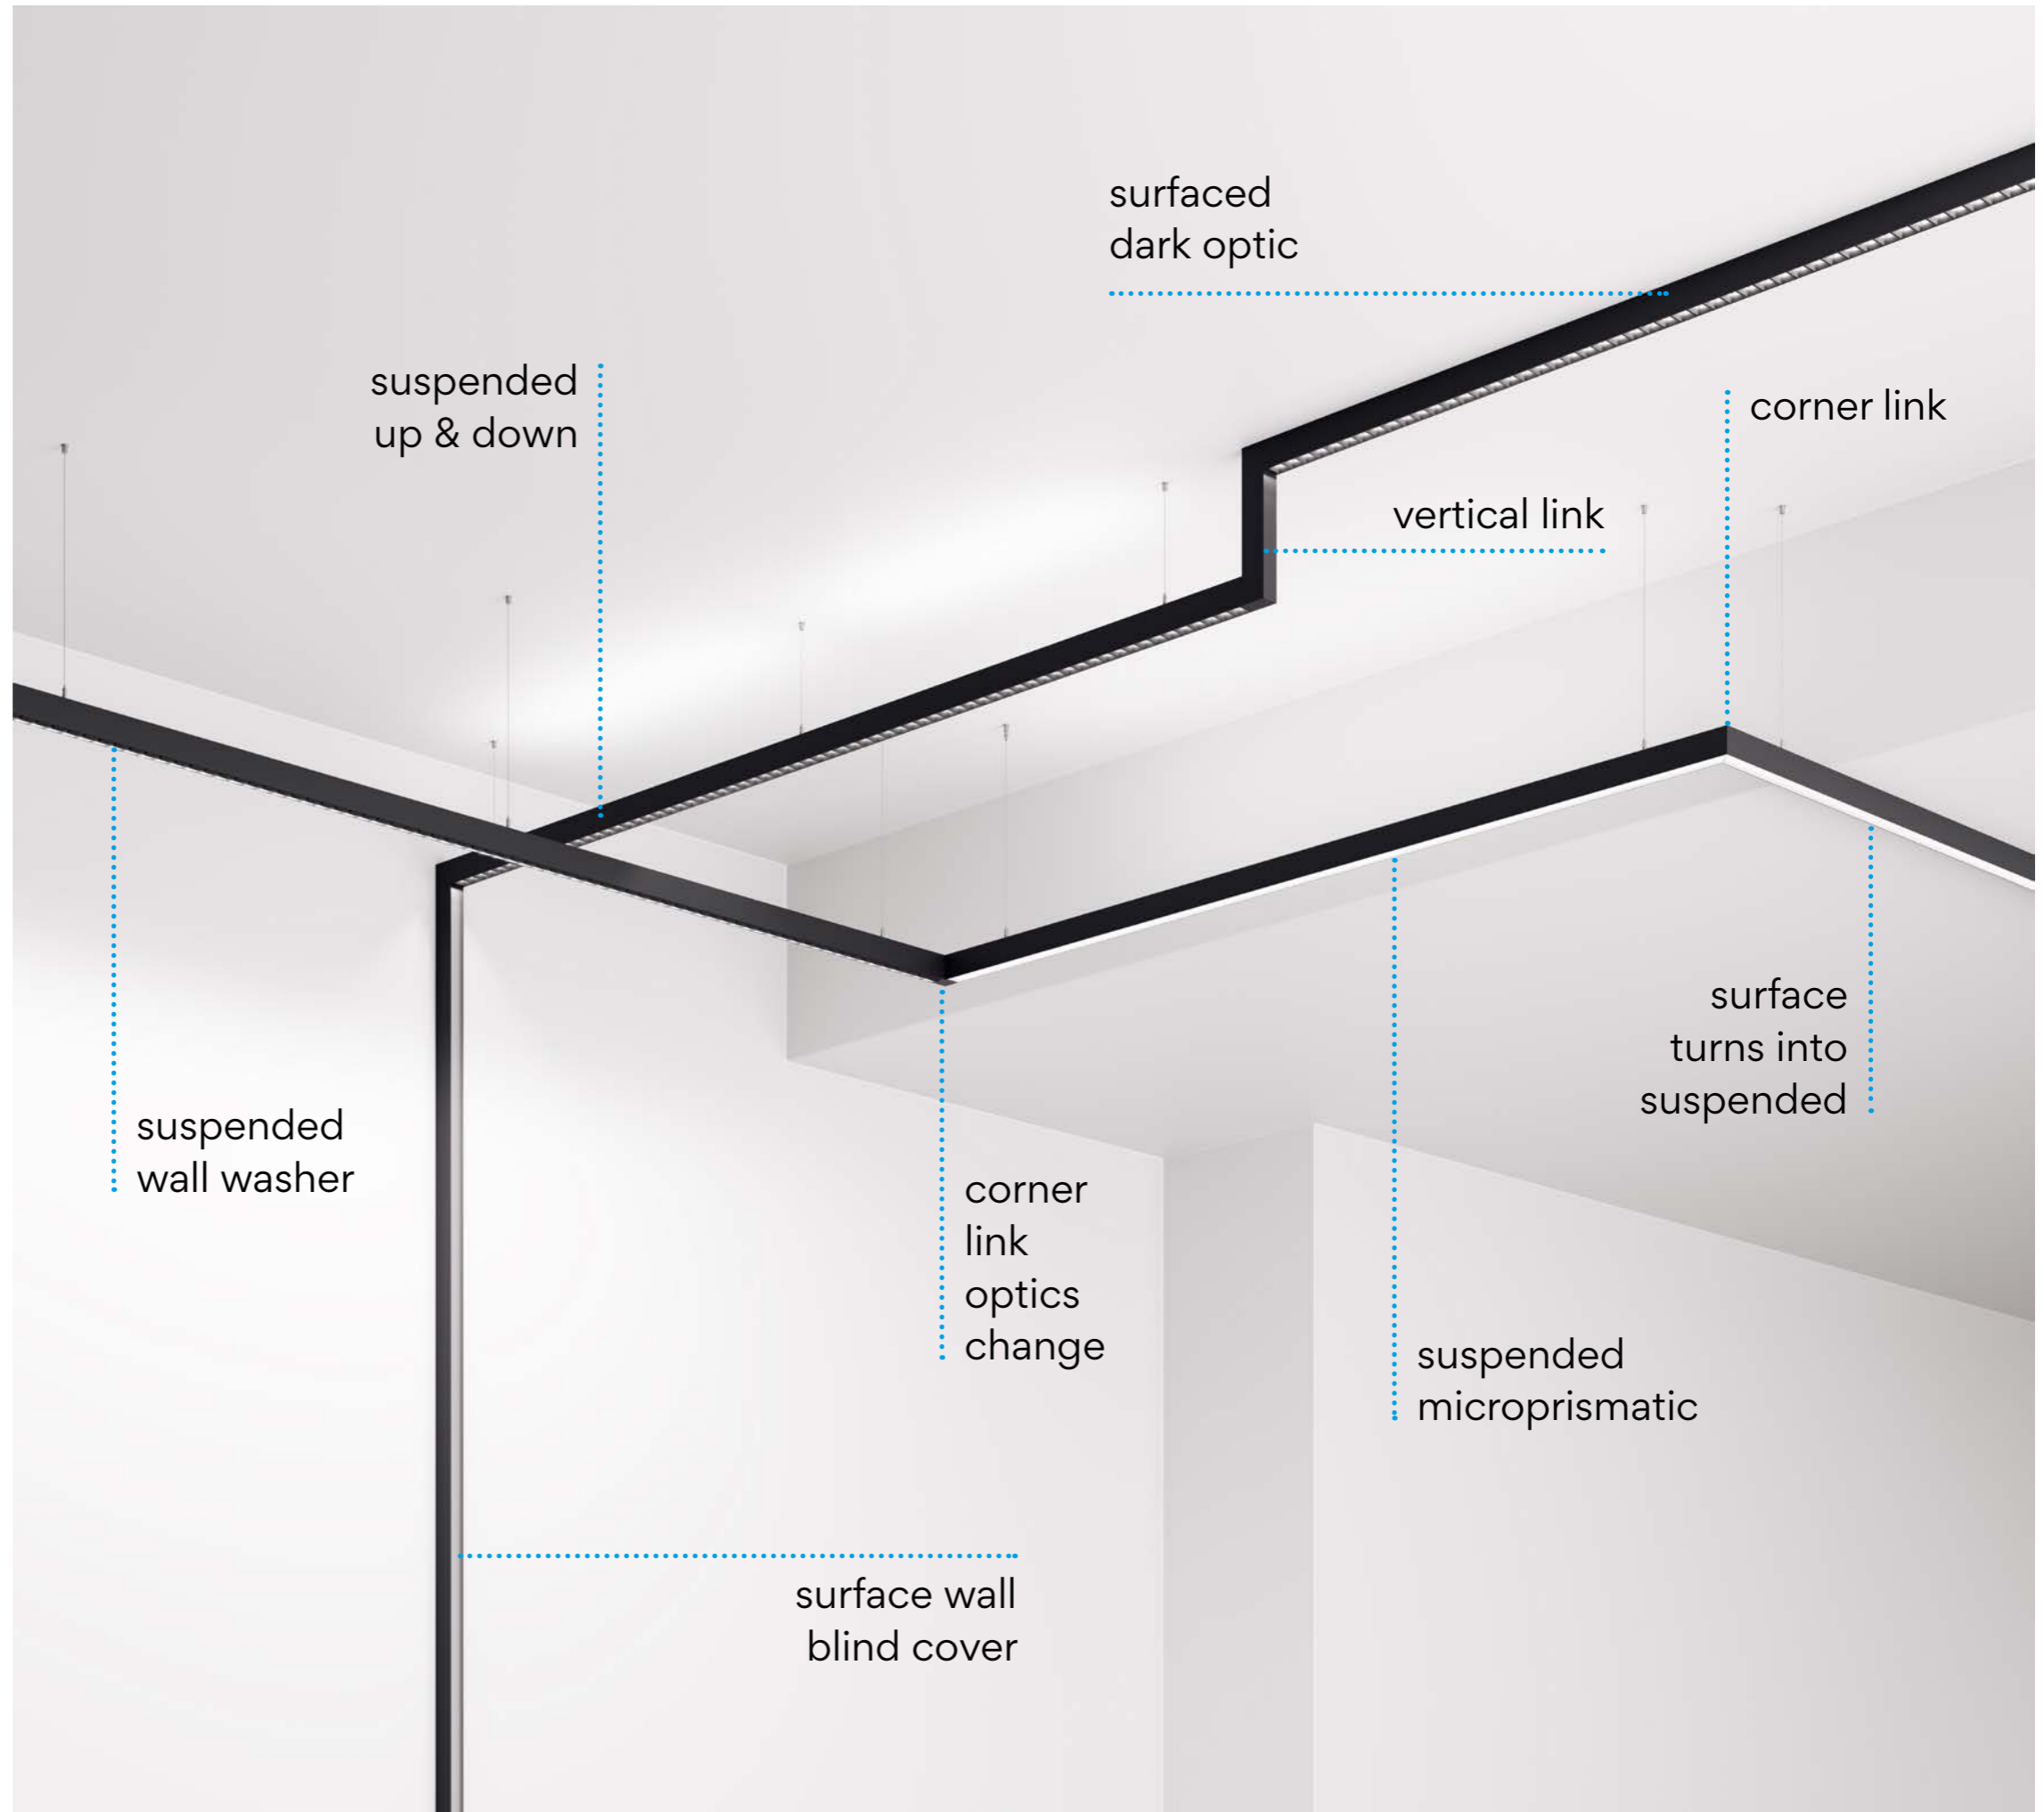 surfaced
dark optic
suspended
up & down
corner link
vertical link
surface
turns into
suspended
suspended
wall washer
corner
link
optics
change
suspended
microprismatic
surface wall
blind cover